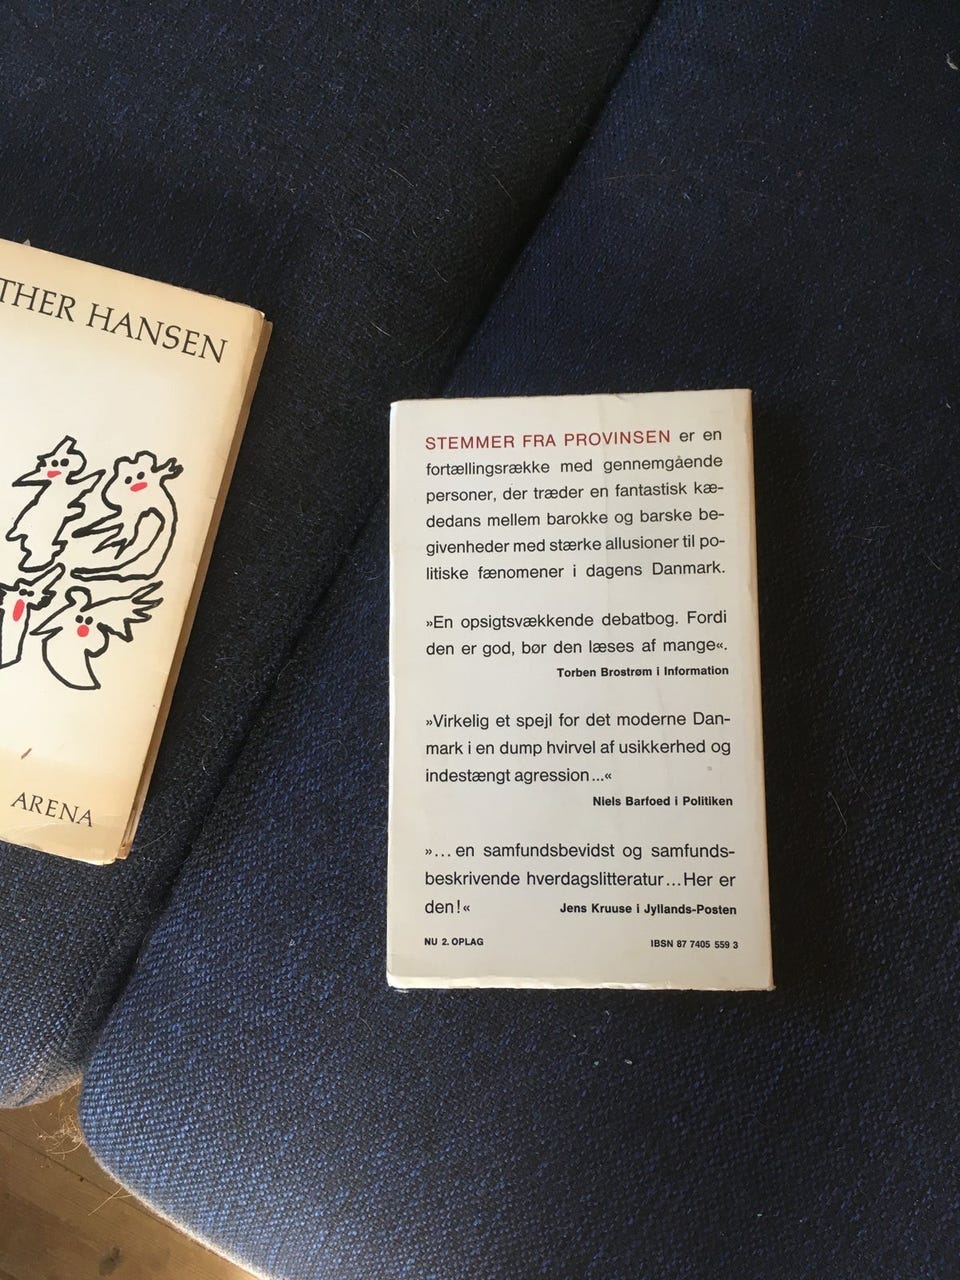 THER HANSEN
ARENA
STEMMER FRA PROVINSEN er en
fortællingsrække med gennemgående
personer, der træder en fantastisk kæ-
dedans mellem barokke og barske be-
givenheder med stærke allusioner til po-
litiske fænomener i dagens Danmark.
»En opsigtsvækkende debatbog. Fordi
den er god, bør den læses af mange«.
Torben Brostrøm i Information
»Virkelig et spejl for det moderne Dan-
mark i en dump hvirvel af usikkerhed og
indestængt agression...«
Niels Barfoed i Politiken
»... en samfundsbevidst og samfunds-
beskrivende hverdagslitteratur... Her er
den!« Jens Kruuse i Jyllands-Posten
NU 2. OPLAG IBSN 87 7405 559 3